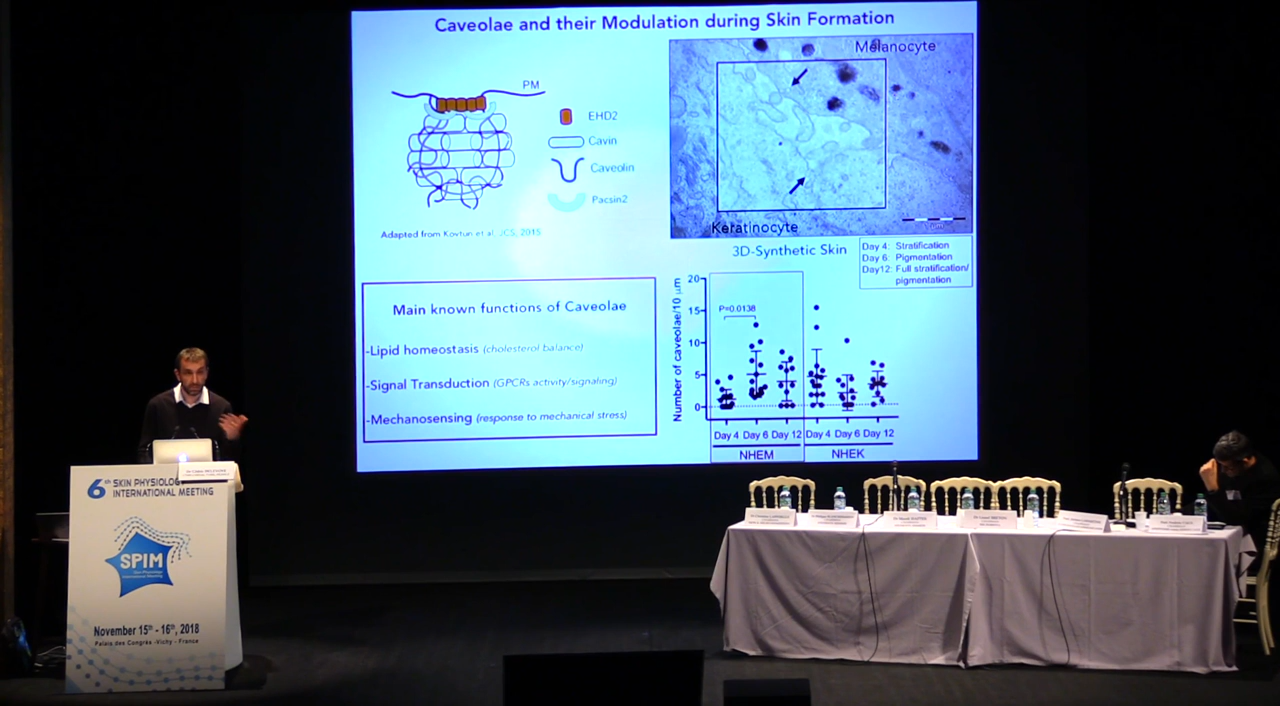 Caveolae and their Modulation during Skin Formation
PM
EHD2
Cavin
Caveolin
Pacsin2
Adapted from Kovtun et al, JCS, 2015
Melanocyte
Keratinocyte
3D-Synthetic Skin
Day 4: Stratification
Day 6: Pigmentation
Day12: Full stratification/
pigmentation
Main known functions of Caveolae
-Lipid homeostasis (cholesterol balance)
-Signal Transduction (GPCRs activity/signaling)
-Mechanosensing (response to mechanical stress)
Number of caveolae/10 µm
20
15
10
5
0
P=0.0138
Day 4 Day 6 Day 12 Day 4 Day 6 Day 12
NHEM NHEK
6th SKIN PHYSIOLOGY
INTERNATIONAL MEETING
SPIM
Skin Physiology
International Meeting
November 15th - 16th, 2018
Palais des Congrès -Vichy - France